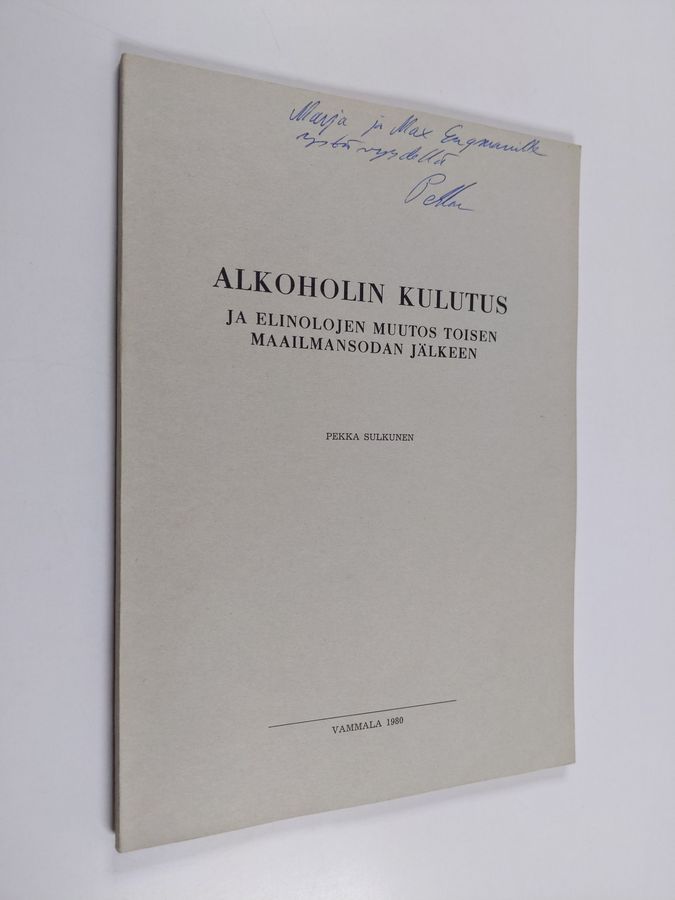 Marja ja Max Engmanille
ystävyydellä
Pekka
ALKOHOLIN KULUTUS
JA ELINOLOJEN MUUTOS TOISEN
MAAILMANSODAN JÄLKEEN
PEKKA SULKUNEN
VAMMALA 1980